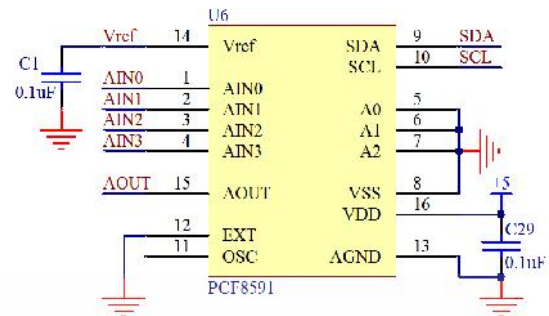 U6
Vref 14 Vref SDA 9 SDA
SCL 10 SCL
C1
0.1uF
AIN0 1 AIN0
AIN1 2 AIN1 A0 5
AIN2 3 AIN2 A1 6
AIN3 4 AIN3 A2 7
AOUT 15 AOUT VSS 8
+5
VDD 16
12 EXT
C29
11 OSC AGND 13
0.1uF
PCF8591